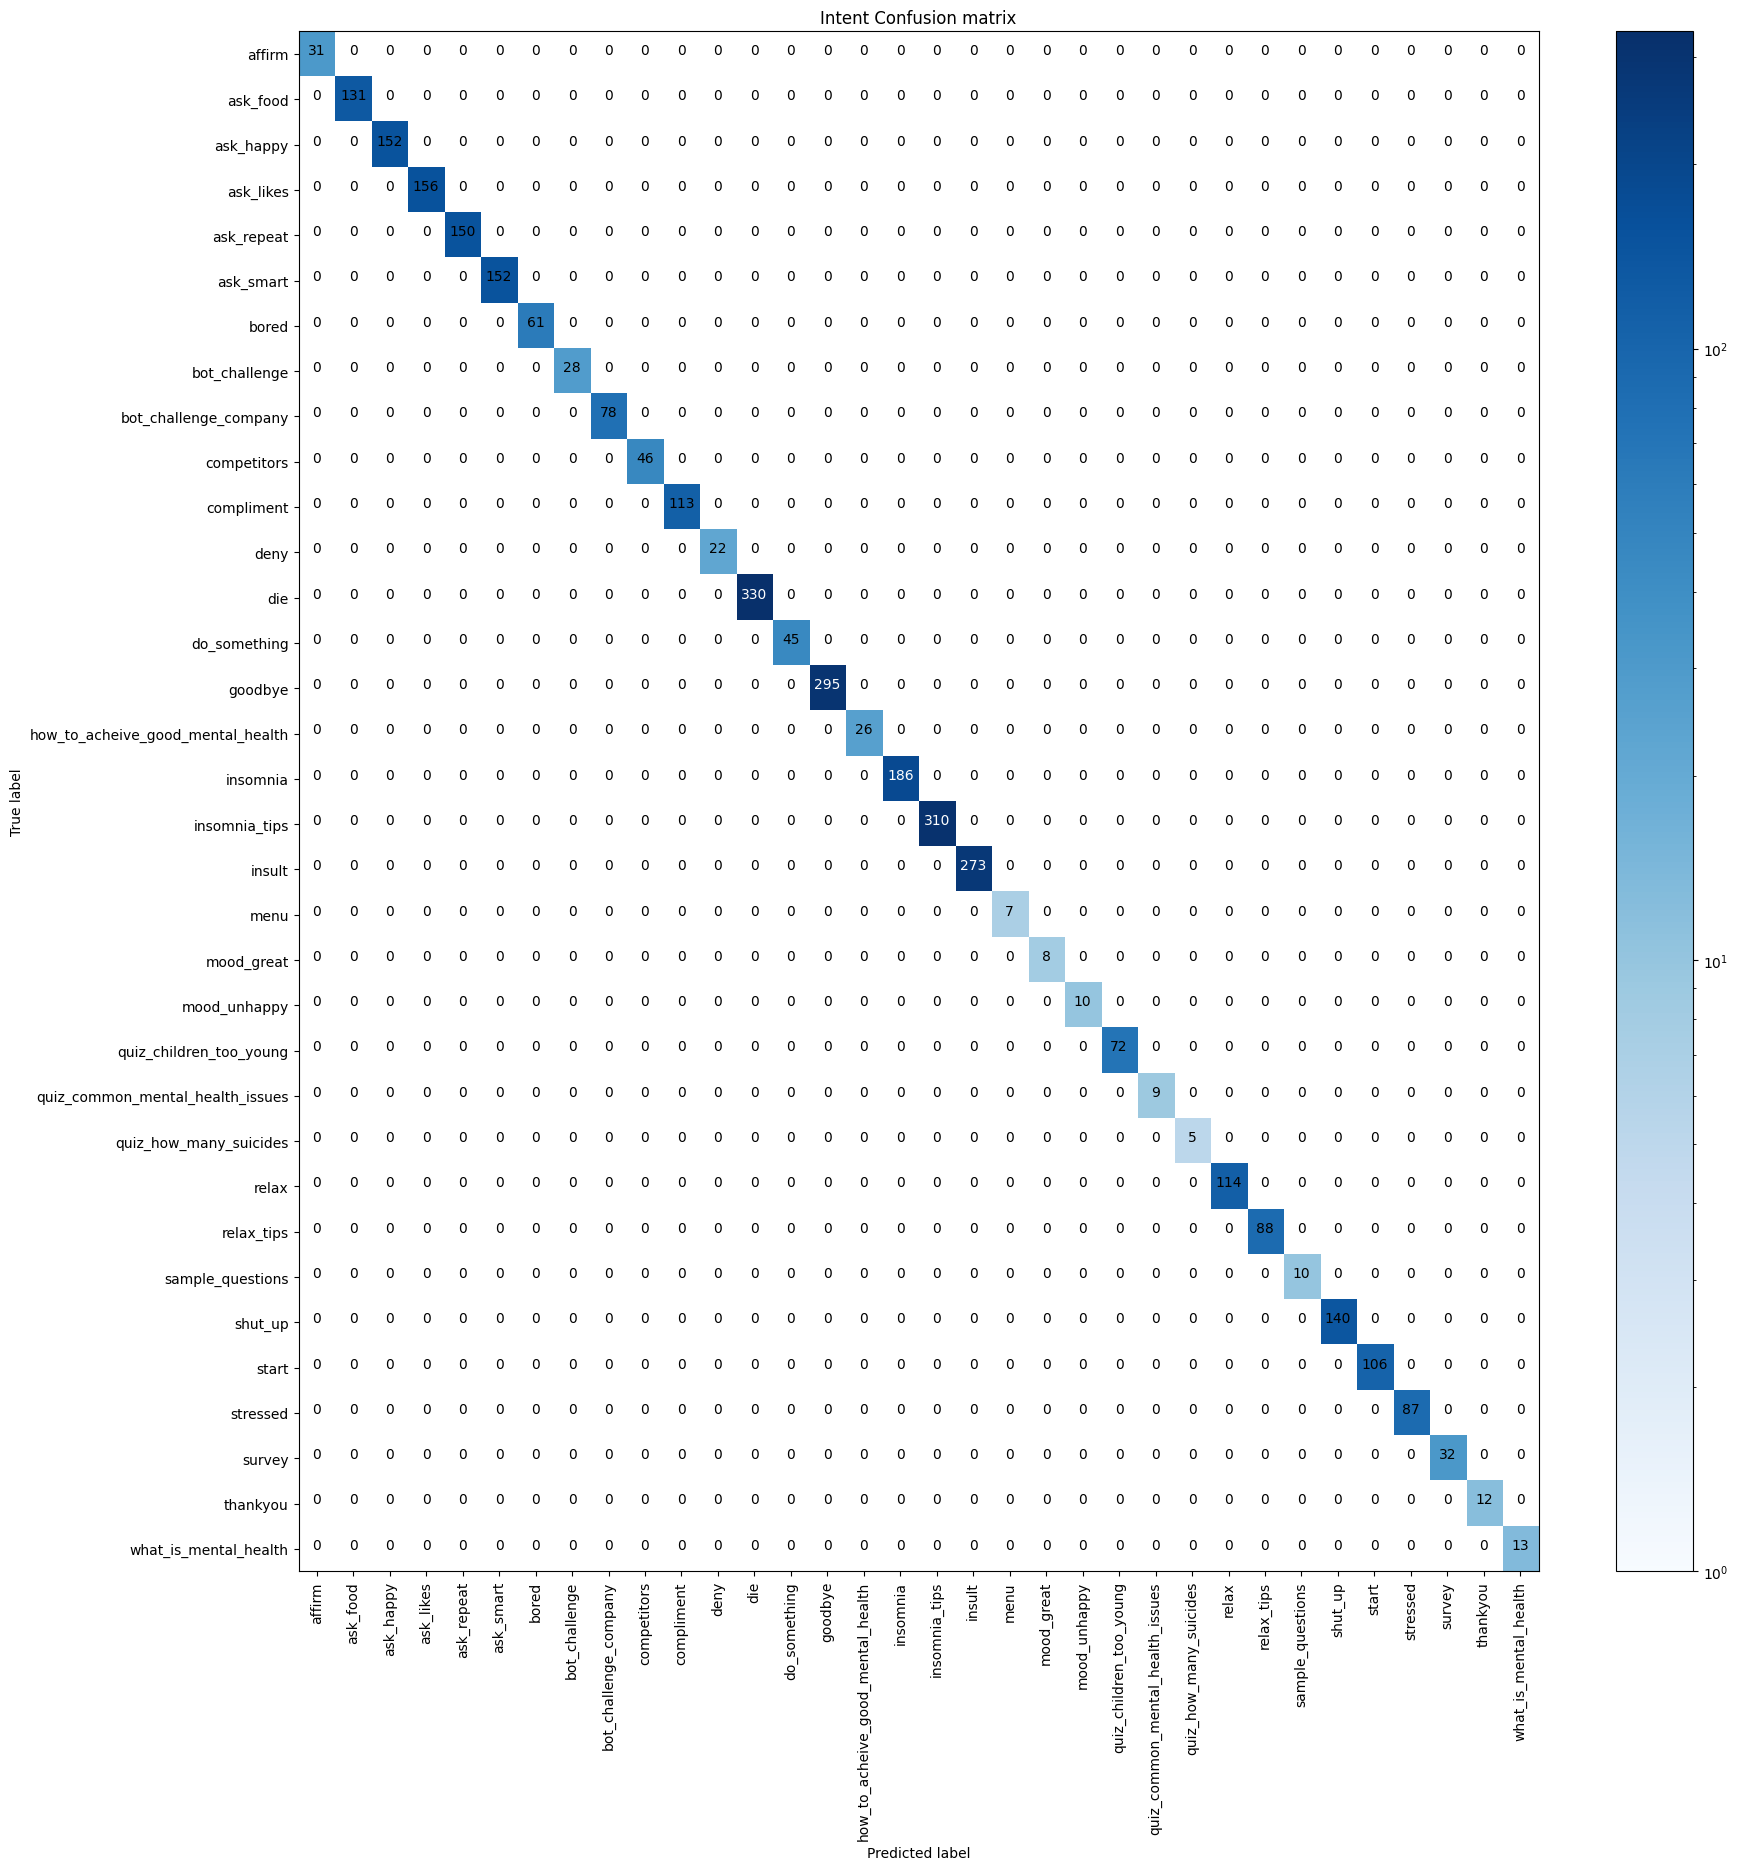 Intent Confusion matrix
affirm 31 0 0 0 0 0 0 0 0 0 0 0 0 0 0 0 0 0 0 0 0 0 0 0 0 0 0 0 0 0 0 0 0 0
ask_food 0 131 0 0 0 0 0 0 0 0 0 0 0 0 0 0 0 0 0 0 0 0 0 0 0 0 0 0 0 0 0 0 0 0
ask_happy 0 0 152 0 0 0 0 0 0 0 0 0 0 0 0 0 0 0 0 0 0 0 0 0 0 0 0 0 0 0 0 0 0 0
ask_likes 0 0 0 156 0 0 0 0 0 0 0 0 0 0 0 0 0 0 0 0 0 0 0 0 0 0 0 0 0 0 0 0 0 0
ask_repeat 0 0 0 0 150 0 0 0 0 0 0 0 0 0 0 0 0 0 0 0 0 0 0 0 0 0 0 0 0 0 0 0 0 0
ask_smart 0 0 0 0 0 152 0 0 0 0 0 0 0 0 0 0 0 0 0 0 0 0 0 0 0 0 0 0 0 0 0 0 0 0
bored 0 0 0 0 0 0 61 0 0 0 0 0 0 0 0 0 0 0 0 0 0 0 0 0 0 0 0 0 0 0 0 0 0 0
bot_challenge 0 0 0 0 0 0 0 28 0 0 0 0 0 0 0 0 0 0 0 0 0 0 0 0 0 0 0 0 0 0 0 0 0 0
bot_challenge_company 0 0 0 0 0 0 0 0 78 0 0 0 0 0 0 0 0 0 0 0 0 0 0 0 0 0 0 0 0 0 0 0 0 0
competitors 0 0 0 0 0 0 0 0 0 46 0 0 0 0 0 0 0 0 0 0 0 0 0 0 0 0 0 0 0 0 0 0 0 0
compliment 0 0 0 0 0 0 0 0 0 0 113 0 0 0 0 0 0 0 0 0 0 0 0 0 0 0 0 0 0 0 0 0 0 0
deny 0 0 0 0 0 0 0 0 0 0 0 22 0 0 0 0 0 0 0 0 0 0 0 0 0 0 0 0 0 0 0 0 0 0
die 0 0 0 0 0 0 0 0 0 0 0 0 330 0 0 0 0 0 0 0 0 0 0 0 0 0 0 0 0 0 0 0 0 0
do_something 0 0 0 0 0 0 0 0 0 0 0 0 0 45 0 0 0 0 0 0 0 0 0 0 0 0 0 0 0 0 0 0 0 0
goodbye 0 0 0 0 0 0 0 0 0 0 0 0 0 0 295 0 0 0 0 0 0 0 0 0 0 0 0 0 0 0 0 0 0 0
how_to_acheive_good_mental_health 0 0 0 0 0 0 0 0 0 0 0 0 0 0 0 26 0 0 0 0 0 0 0 0 0 0 0 0 0 0 0 0 0 0
insomnia 0 0 0 0 0 0 0 0 0 0 0 0 0 0 0 0 186 0 0 0 0 0 0 0 0 0 0 0 0 0 0 0 0 0
insomnia_tips 0 0 0 0 0 0 0 0 0 0 0 0 0 0 0 0 0 310 0 0 0 0 0 0 0 0 0 0 0 0 0 0 0 0
insult 0 0 0 0 0 0 0 0 0 0 0 0 0 0 0 0 0 0 273 0 0 0 0 0 0 0 0 0 0 0 0 0 0 0
menu 0 0 0 0 0 0 0 0 0 0 0 0 0 0 0 0 0 0 0 7 0 0 0 0 0 0 0 0 0 0 0 0 0 0
mood_great 0 0 0 0 0 0 0 0 0 0 0 0 0 0 0 0 0 0 0 0 8 0 0 0 0 0 0 0 0 0 0 0 0 0
mood_unhappy 0 0 0 0 0 0 0 0 0 0 0 0 0 0 0 0 0 0 0 0 0 10 0 0 0 0 0 0 0 0 0 0 0 0
quiz_children_too_young 0 0 0 0 0 0 0 0 0 0 0 0 0 0 0 0 0 0 0 0 0 0 72 0 0 0 0 0 0 0 0 0 0 0
quiz_common_mental_health_issues 0 0 0 0 0 0 0 0 0 0 0 0 0 0 0 0 0 0 0 0 0 0 0 9 0 0 0 0 0 0 0 0 0 0
quiz_how_many_suicides 0 0 0 0 0 0 0 0 0 0 0 0 0 0 0 0 0 0 0 0 0 0 0 0 5 0 0 0 0 0 0 0 0 0
relax 0 0 0 0 0 0 0 0 0 0 0 0 0 0 0 0 0 0 0 0 0 0 0 0 0 114 0 0 0 0 0 0 0 0
relax_tips 0 0 0 0 0 0 0 0 0 0 0 0 0 0 0 0 0 0 0 0 0 0 0 0 0 0 88 0 0 0 0 0 0 0
sample_questions 0 0 0 0 0 0 0 0 0 0 0 0 0 0 0 0 0 0 0 0 0 0 0 0 0 0 0 10 0 0 0 0 0 0
shut_up 0 0 0 0 0 0 0 0 0 0 0 0 0 0 0 0 0 0 0 0 0 0 0 0 0 0 0 0 140 0 0 0 0 0
start 0 0 0 0 0 0 0 0 0 0 0 0 0 0 0 0 0 0 0 0 0 0 0 0 0 0 0 0 0 106 0 0 0 0
stressed 0 0 0 0 0 0 0 0 0 0 0 0 0 0 0 0 0 0 0 0 0 0 0 0 0 0 0 0 0 0 87 0 0 0
survey 0 0 0 0 0 0 0 0 0 0 0 0 0 0 0 0 0 0 0 0 0 0 0 0 0 0 0 0 0 0 0 32 0 0
thankyou 0 0 0 0 0 0 0 0 0 0 0 0 0 0 0 0 0 0 0 0 0 0 0 0 0 0 0 0 0 0 0 0 12 0
what_is_mental_health 0 0 0 0 0 0 0 0 0 0 0 0 0 0 0 0 0 0 0 0 0 0 0 0 0 0 0 0 0 0 0 0 0 13
True label
affirm
ask_food
ask_happy
ask_likes
ask_repeat
ask_smart
bored
bot_challenge
bot_challenge_company
competitors
compliment
deny
die
do_something
goodbye
how_to_acheive_good_mental_health
insomnia
insomnia_tips
insult
menu
mood_great
mood_unhappy
quiz_children_too_young
quiz_common_mental_health_issues
quiz_how_many_suicides
relax
relax_tips
sample_questions
shut_up
start
stressed
survey
thankyou
what_is_mental_health
Predicted label
10²
10¹
10⁰